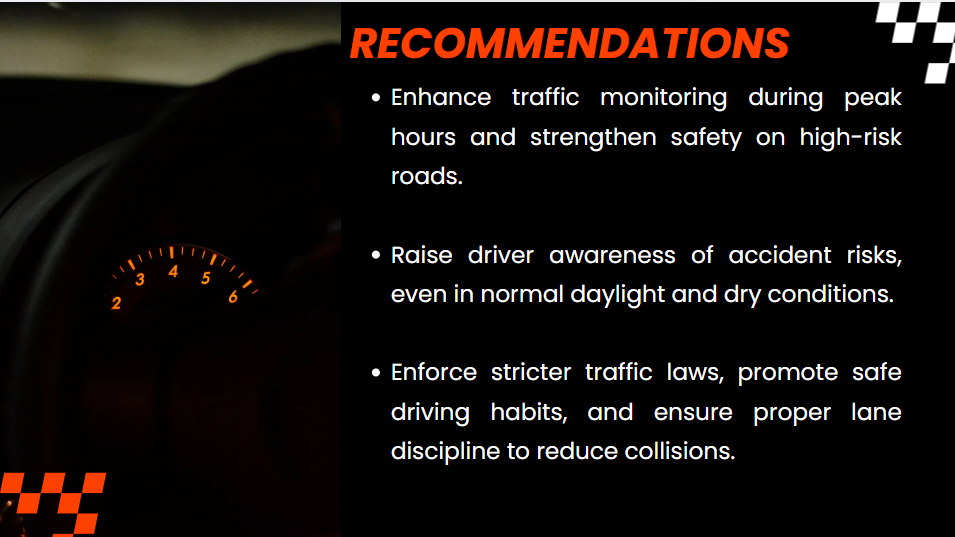 RECOMMENDATIONS
• Enhance traffic monitoring during peak
hours and strengthen safety on high-risk
roads.
• Raise driver awareness of accident risks,
even in normal daylight and dry conditions.
• Enforce stricter traffic laws, promote safe
driving habits, and ensure proper lane
discipline to reduce collisions.
2 3 4 5 6